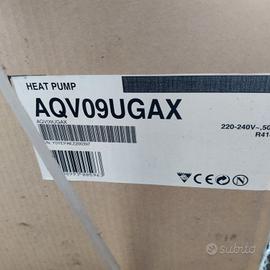 HEAT PUMP
AQV09UGAX
AQV09UGAX
220-240V~,50
R41
subito